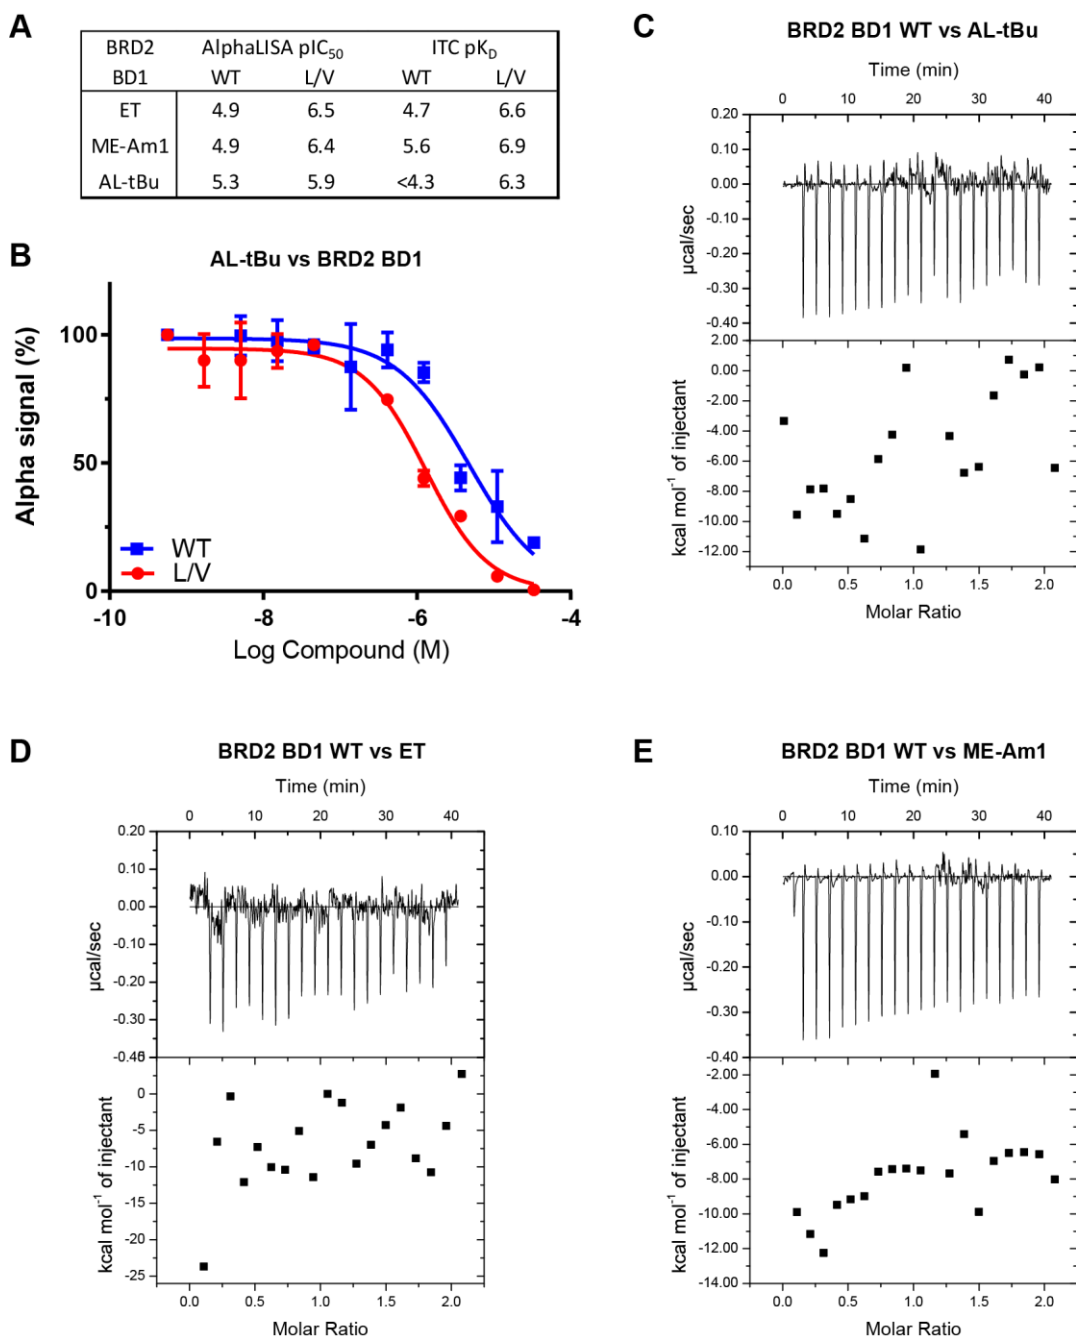 A
BRD2 AlphaLISA pIC50 ITC pKD
BD1 WT L/V WT L/V
ET 4.9 6.5 4.7 6.6
ME-Am1 4.9 6.4 5.6 6.9
AL-tBu 5.3 5.9 <4.3 6.3
B
AL-tBu vs BRD2 BD1
Alpha signal (%)
100
50
0
WT
L/V
-10 -8 -6 -4
Log Compound (M)
C
BRD2 BD1 WT vs AL-tBu
Time (min)
0 10 20 30 40
µcal/sec
0.20
0.10
0.00
-0.10
-0.20
-0.30
-0.40
kcal mol-1 of injectant
2.00
0.00
-2.00
-4.00
-6.00
-8.00
-10.00
-12.00
0.0 0.5 1.0 1.5 2.0
Molar Ratio
D
BRD2 BD1 WT vs ET
Time (min)
0 10 20 30 40
µcal/sec
0.20
0.10
0.00
-0.10
-0.20
-0.30
kcal mol-1 of injectant
0
-5
-10
-15
-20
-25
0.0 0.5 1.0 1.5 2.0
Molar Ratio
E
BRD2 BD1 WT vs ME-Am1
Time (min)
0 10 20 30 40
µcal/sec
0.10
0.00
-0.10
-0.20
-0.30
-0.40
kcal mol-1 of injectant
-2.00
-4.00
-6.00
-8.00
-10.00
-12.00
-14.00
0.0 0.5 1.0 1.5 2.0
Molar Ratio